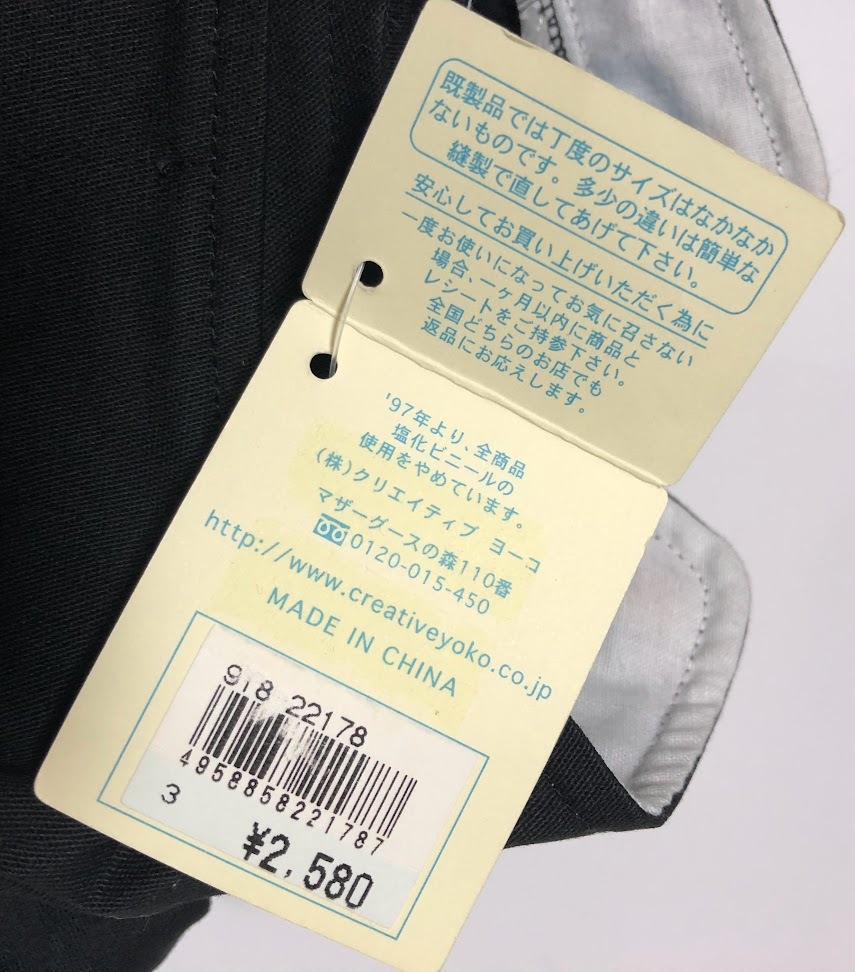 既製品では丁度のサイズはなかなか
ないものです。多少の違いは簡単な
縫製で直してあげて下さい。
安心してお買い上げいただく為に
一度お使いになってお気に召さない
場合、一ヶ月以内に商品と
レシートをご持参下さい。
全国どちらのお店でも
返品にお応えします。
'97年より、全商品
塩化ビニールの
使用をやめています。
(株)クリエイティブ ヨーコ
マザーグースの森110番
0120-015-450
http://www.creativeyoko.co.jp
MADE IN CHINA
918 22178
4985885 8221787
3
¥2,580